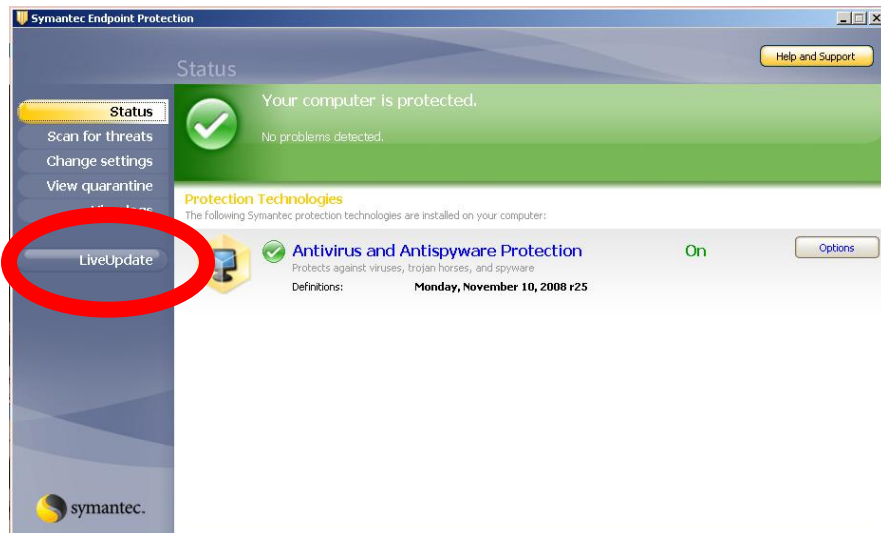 Symantec Endpoint Protection
Status
Help and Support
Status
Scan for threats
Change settings
View quarantine
LiveUpdate
symantec.
Your computer is protected.
No problems detected.
Protection Technologies
The following Symantec protection technologies are installed on your computer:
Antivirus and Antispyware Protection
On
Options
Protects against viruses, trojan horses, and spyware
Definitions: Monday, November 10, 2008 r25